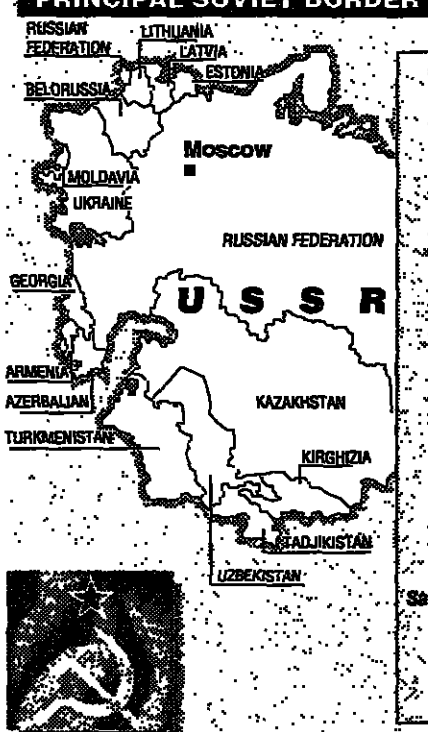 PRINCIPAL SOVIET BORDER
RUSSIAN
FEDERATION
LITHUANIA
LATVIA
ESTONIA
BELORUSSIA
Moscow
MOLDAVIA
UKRAINE
RUSSIAN FEDERATION
GEORGIA
U S S R
ARMENIA
AZERBAIJAN
KAZAKHSTAN
TURKMENISTAN
KIRGHIZIA
TADJIKISTAN
UZBEKISTAN